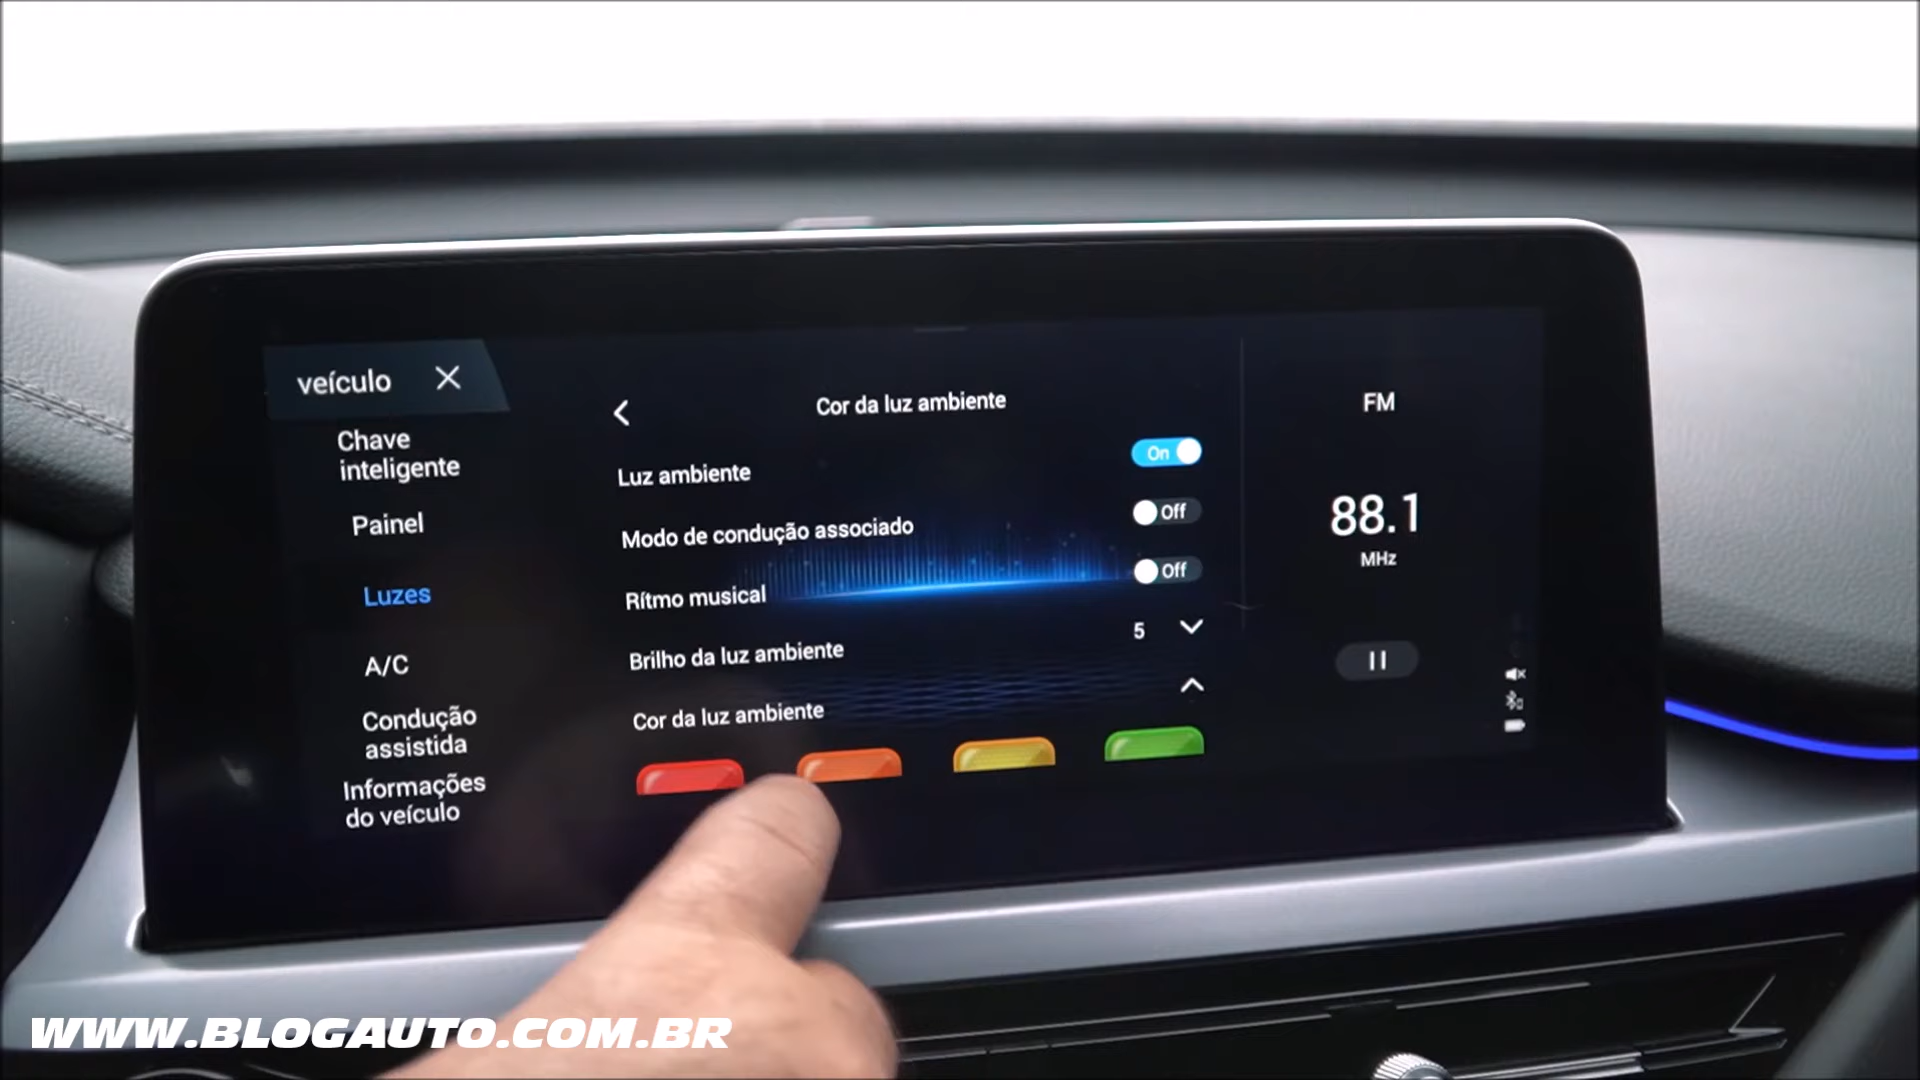 veículo
Chave
inteligente
Painel
Luzes
A/C
Condução
assistida
Informações
do veículo
Cor da luz ambiente
Luz ambiente
On
Modo de condução associado
Off
Rítmo musical
Off
Brilho da luz ambiente
5
Cor da luz ambiente
FM
88.1
MHz
WWW.BLOGAUTO.COM.BR